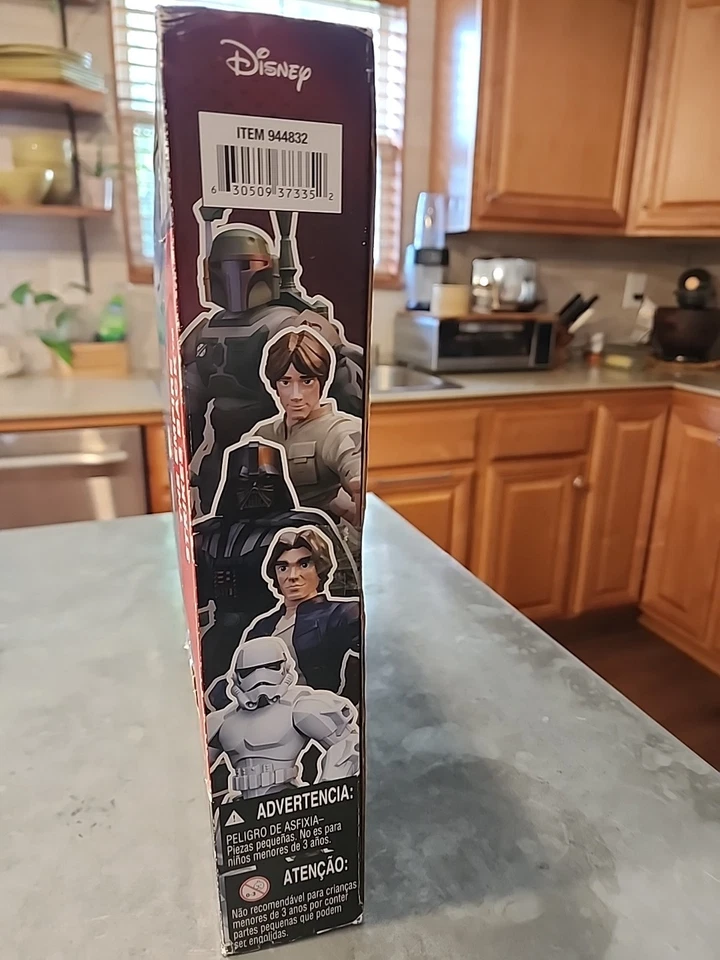 DISNEY
ITEM 944832
6 30509 37335 2
ADVERTENCIA:
PELIGRO DE ASFIXIA–
Piezas pequeñas. No es para
niños menores de 3 años.
ATENÇÃO:
0-3
Não recomendável para crianças
menores de 3 anos por conter
partes pequenas que podem
ser engolidas.